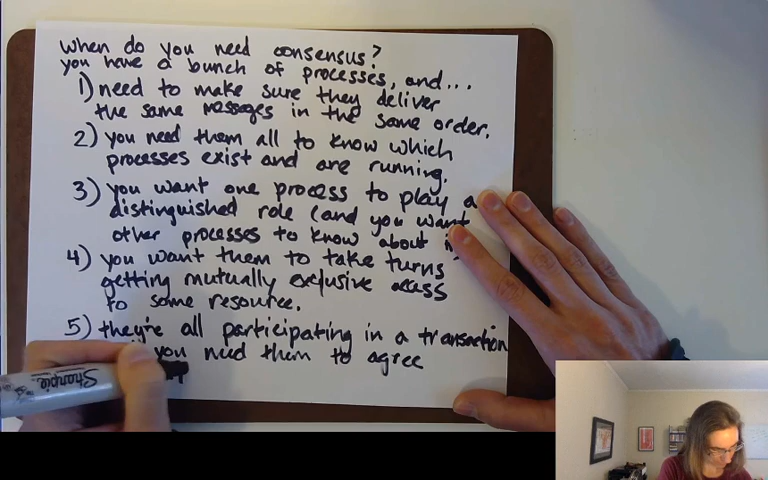 when do you need consensus?
you have a bunch of processes, and...
1) need to make sure they deliver
the same messages in the same order.
2) you need them all to know which
processes exist and are running.
3) you want one process to play a
distinguished role (and you want
other processes to know about
4) you want them to take turns
getting mutually exclusive access
to some resource.
5) they're all participating in a transaction
you need them to agree
Sharpie